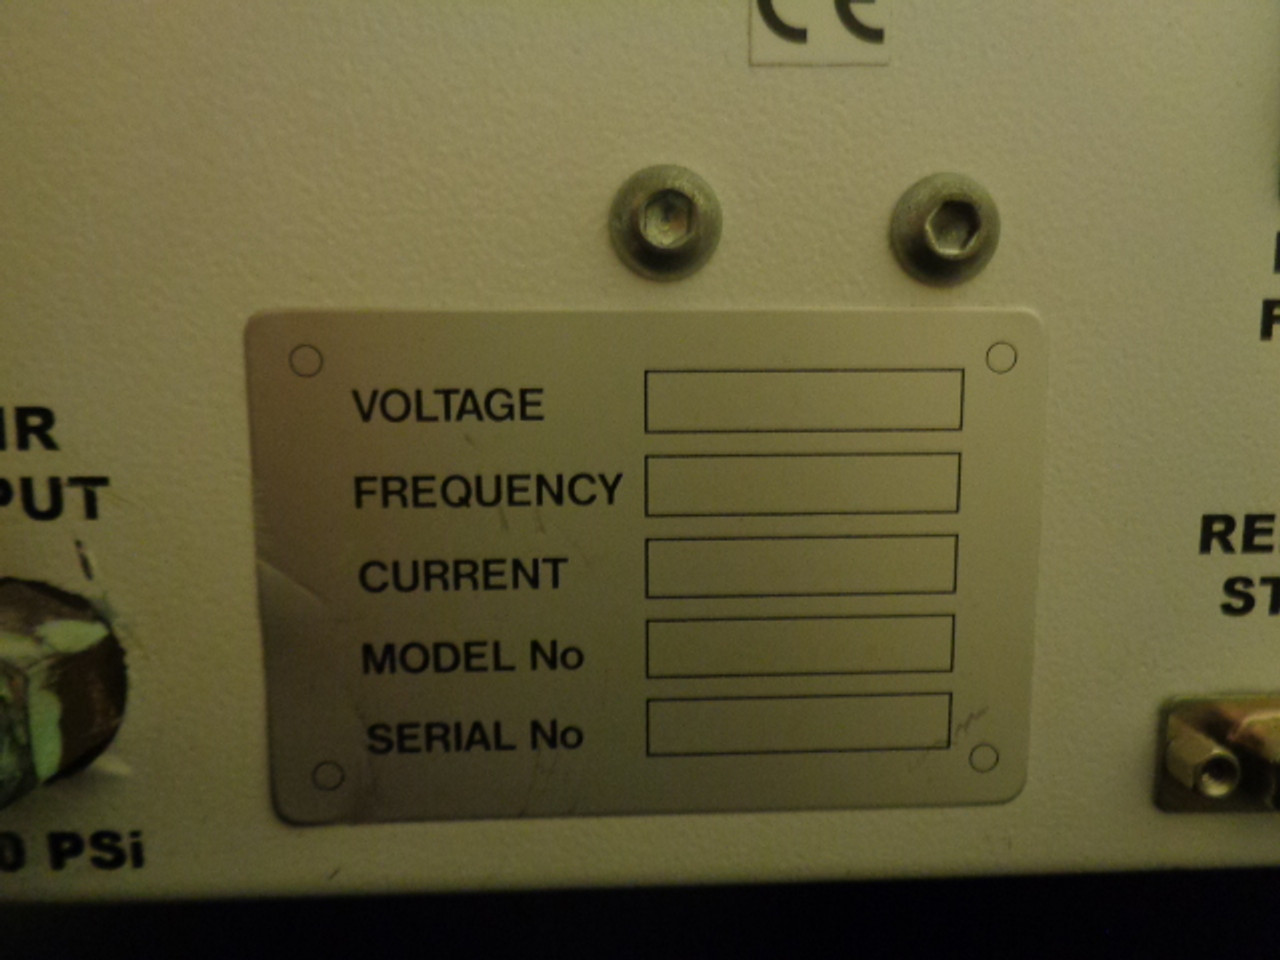 CE
VOLTAGE
FREQUENCY
CURRENT
MODEL No
SERIAL No
PSi